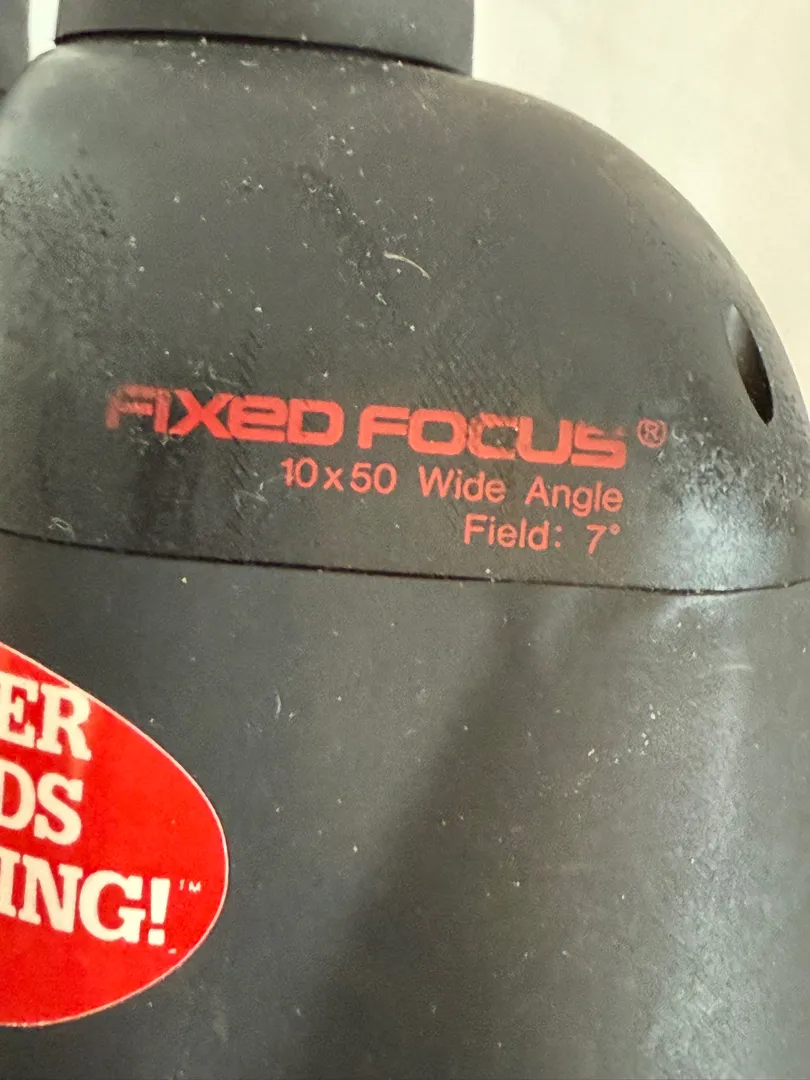 FIXED FOCUS®
10x50 Wide Angle
Field: 7°
ER
DS
ING!™